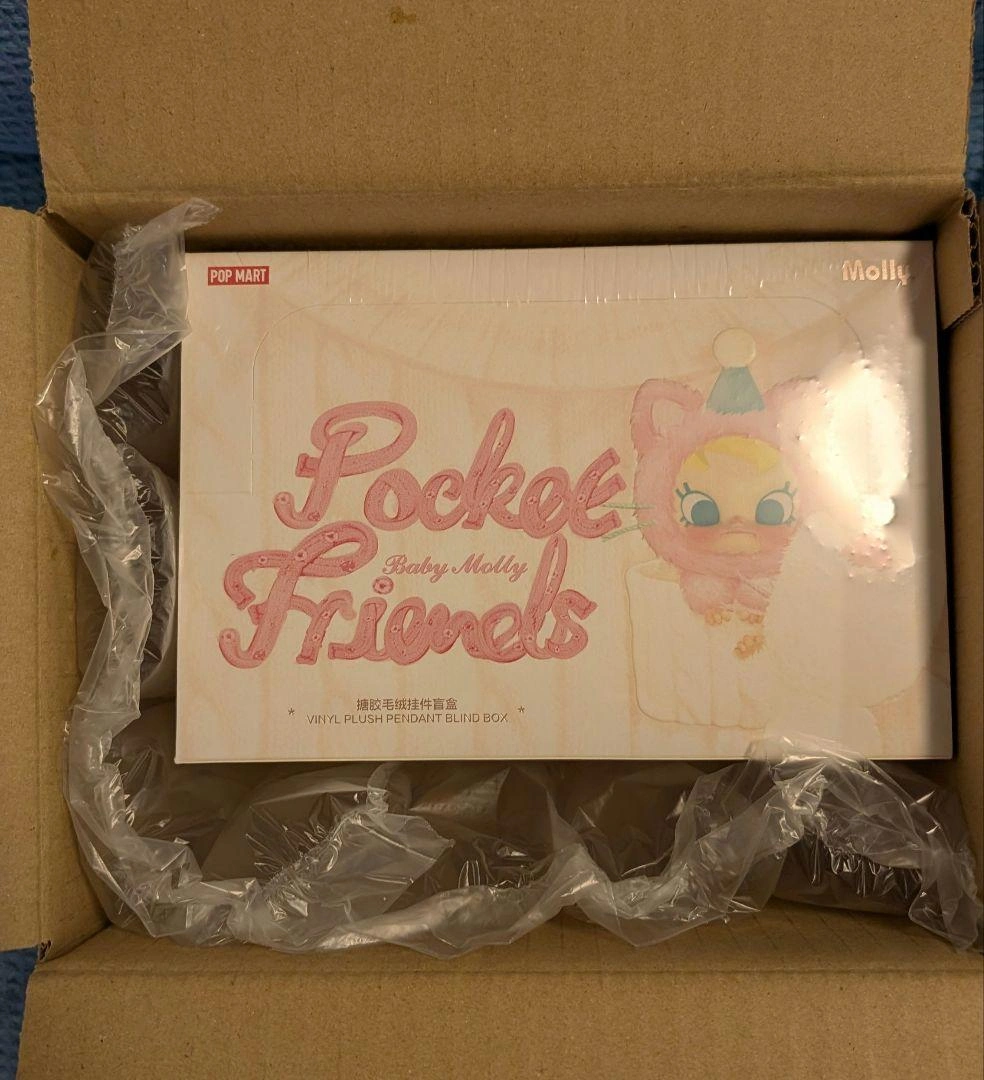 POP MART
Molly
Pocket
Baby Molly
Friends
搪胶毛绒挂件盲盒
* VINYL PLUSH PENDANT BLIND BOX *